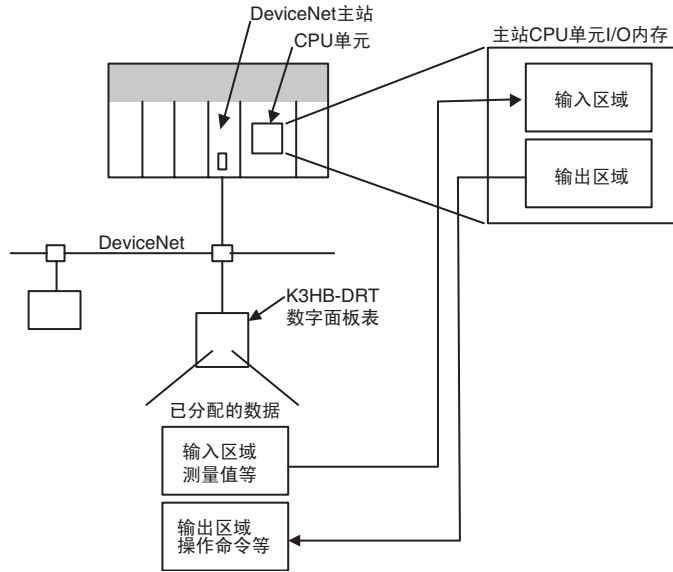 DeviceNet主站
CPU单元
主站CPU单元I/O内存
输入区域
输出区域
DeviceNet
K3HB-DRT
数字面板表
已分配的数据
输入区域
测量值等
输出区域
操作命令等